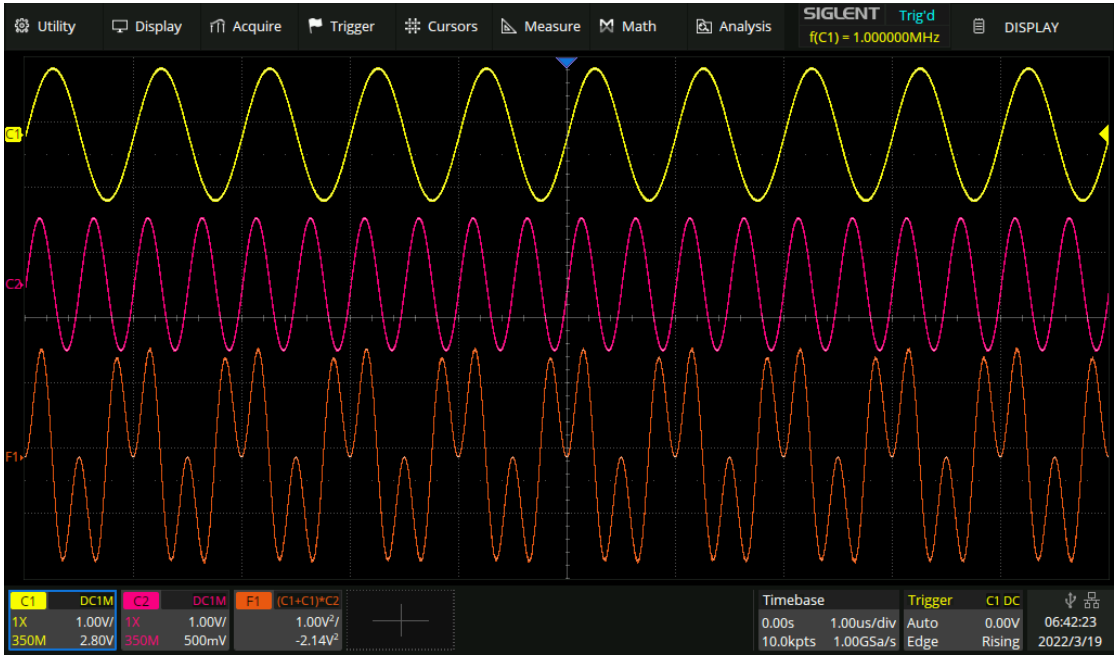 Utility Display Acquire Trigger Cursors Measure Math Analysis SIGLENT Trig'd DISPLAY
f(C1) = 1.000000MHz
C1
C2
F1
C1 DC1M C2 DC1M F1 (C1+C1)*C2 Timebase Trigger C1 DC
1X 1.00V/ 1X 1.00V/ 1.00V²/ 0.00s 1.00us/div Auto 0.00V 06:42:23
350M 2.80V 350M 500mV -2.14V² 10.0kpts 1.00GSa/s Edge Rising 2022/3/19